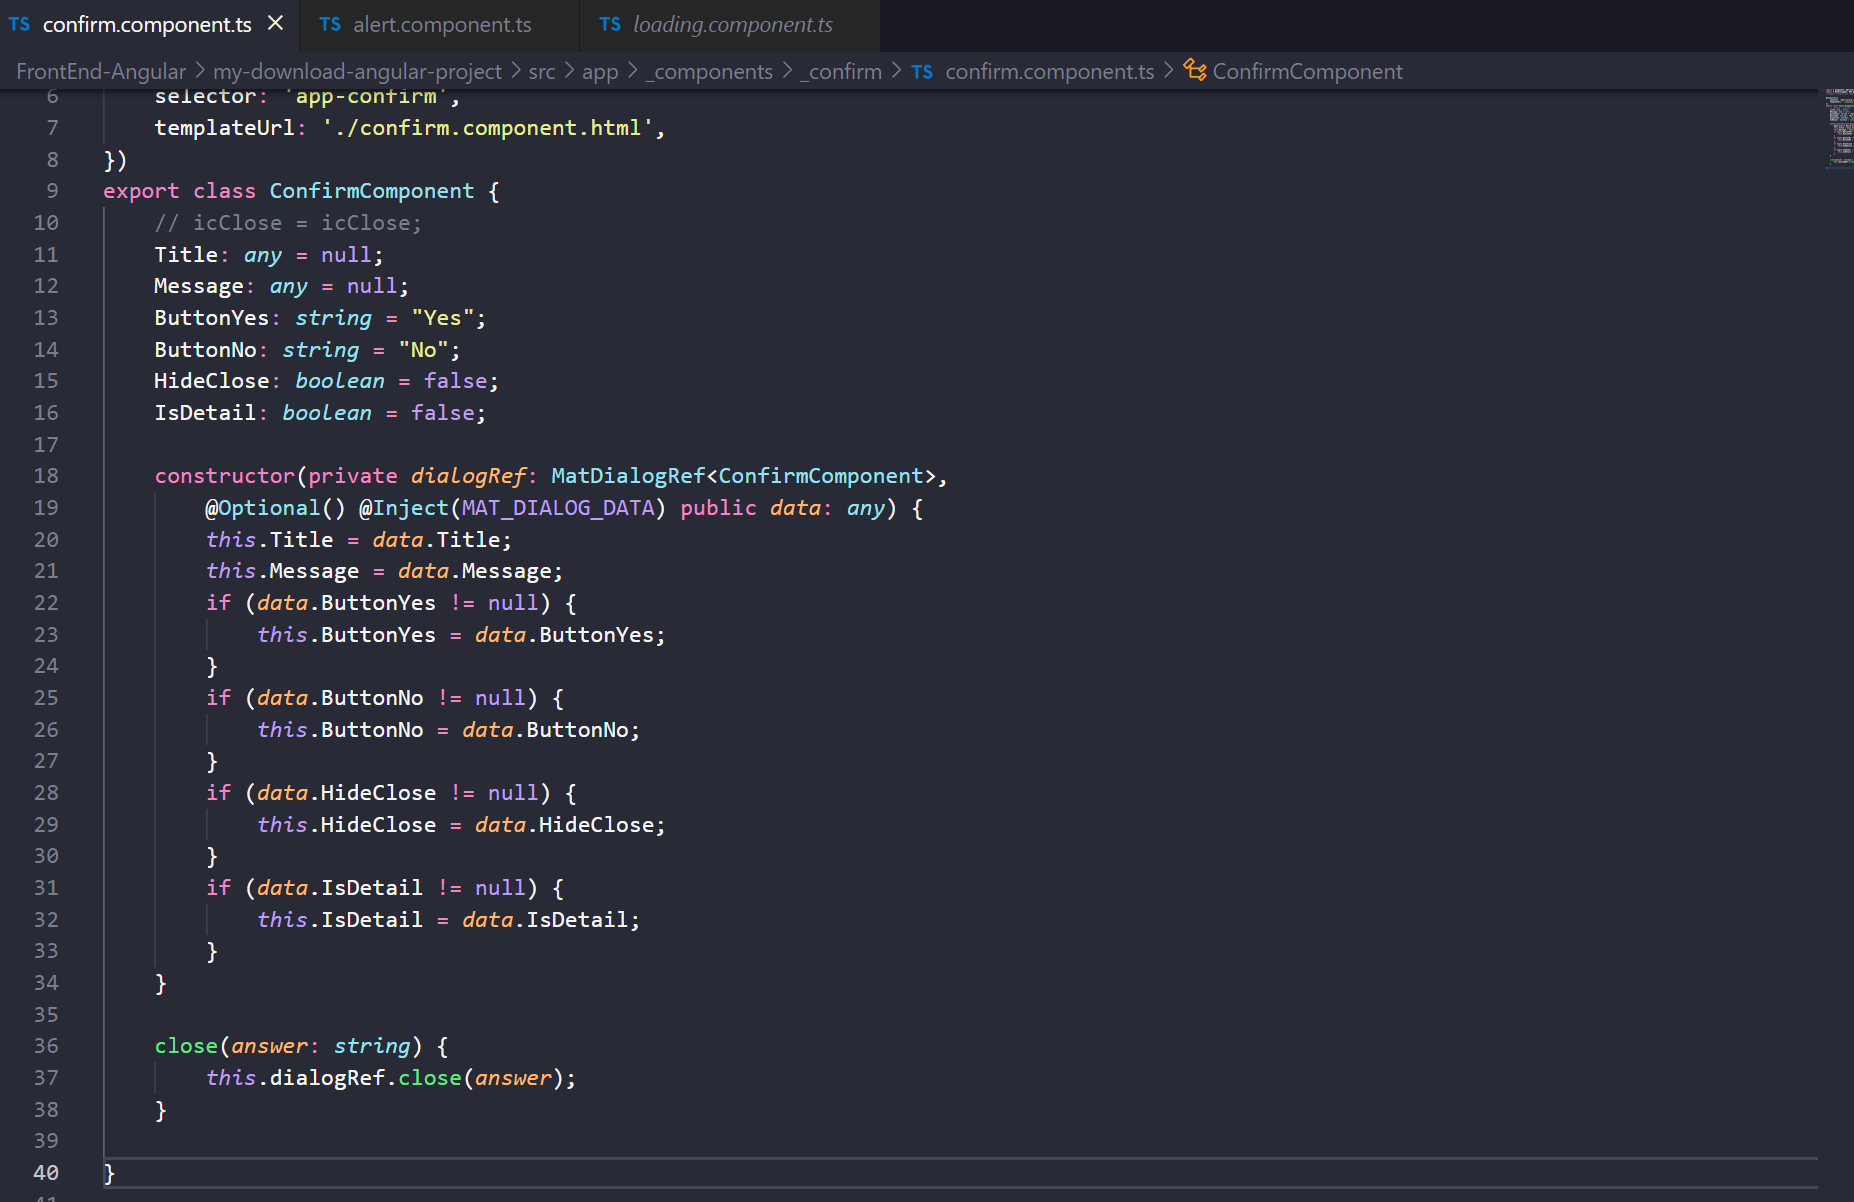 TS confirm.component.ts × TS alert.component.ts TS loading.component.ts
FrontEnd-Angular > my-download-angular-project > src > app > _components > _confirm > TS confirm.component.ts > ConfirmComponent
6 selector: 'app-confirm',
7 templateUrl: './confirm.component.html',
8 })
9 export class ConfirmComponent {
10 // icClose = icClose;
11 Title: any = null;
12 Message: any = null;
13 ButtonYes: string = "Yes";
14 ButtonNo: string = "No";
15 HideClose: boolean = false;
16 IsDetail: boolean = false;
17
18 constructor(private dialogRef: MatDialogRef<ConfirmComponent>,
19 @Optional() @Inject(MAT_DIALOG_DATA) public data: any) {
20 this.Title = data.Title;
21 this.Message = data.Message;
22 if (data.ButtonYes != null) {
23 this.ButtonYes = data.ButtonYes;
24 }
25 if (data.ButtonNo != null) {
26 this.ButtonNo = data.ButtonNo;
27 }
28 if (data.HideClose != null) {
29 this.HideClose = data.HideClose;
30 }
31 if (data.IsDetail != null) {
32 this.IsDetail = data.IsDetail;
33 }
34 }
35
36 close(answer: string) {
37 this.dialogRef.close(answer);
38 }
39
40 }
41